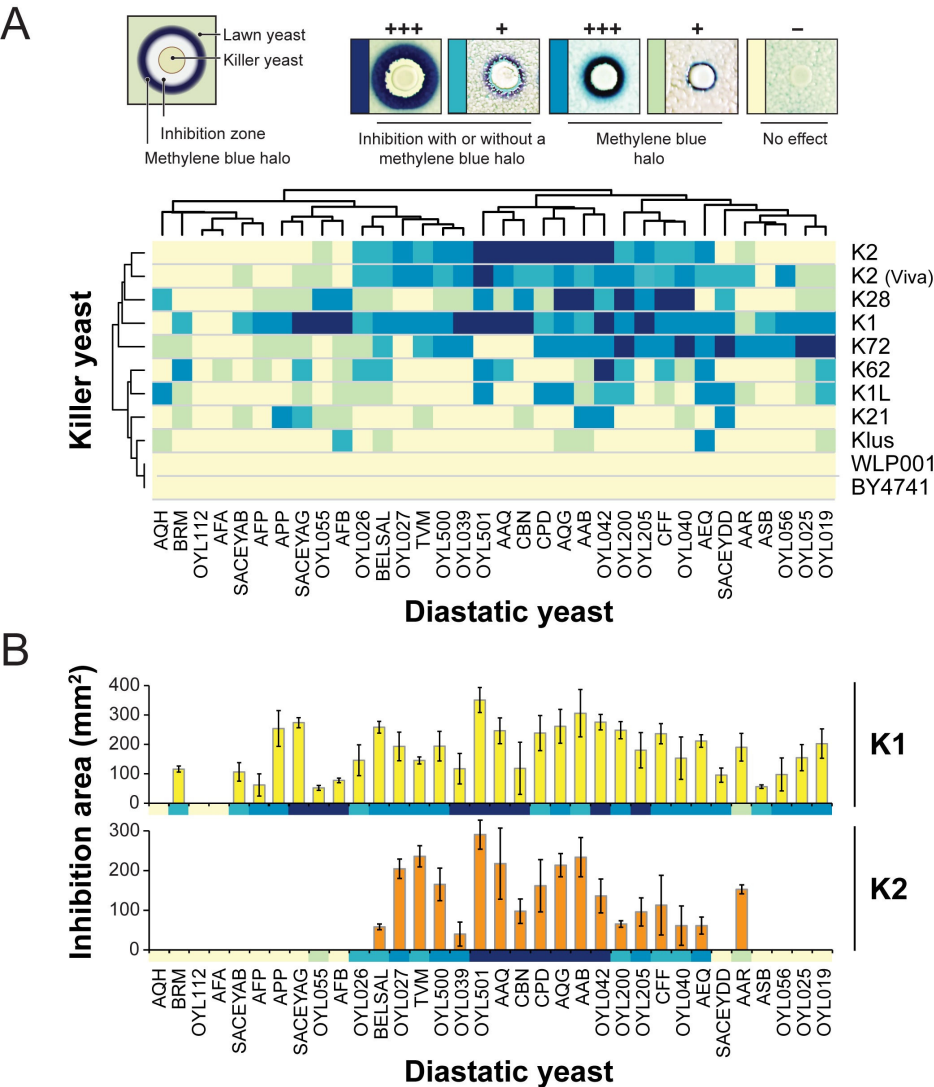 A
Lawn yeast
Killer yeast
Inhibition zone
Methylene blue halo
+++
+
+++
+
–
Inhibition with or without a
methylene blue halo
Methylene blue
halo
No effect
Killer yeast
K2
K2 (Viva)
K28
K1
K72
K62
K1L
K21
Klus
WLP001
BY4741
AQH
BRM
OYL112
AFA
SACEYAB
AFP
APP
SACEYAG
OYL055
AFB
OYL026
BELSAL
OYL027
TVM
OYL500
OYL039
OYL501
AAQ
CBN
CPD
AQG
AAB
OYL042
OYL200
OYL205
CFF
OYL040
AEQ
SACEYDD
AAR
ASB
OYL056
OYL025
OYL019
Diastatic yeast
B
Inhibition area (mm²)
400
300
200
100
0
K1
300
200
100
0
K2
AQH
BRM
OYL112
AFA
SACEYAB
AFP
APP
SACEYAG
OYL055
AFB
OYL026
BELSAL
OYL027
TVM
OYL500
OYL039
OYL501
AAQ
CBN
CPD
AQG
AAB
OYL042
OYL200
OYL205
CFF
OYL040
AEQ
SACEYDD
AAR
ASB
OYL056
OYL025
OYL019
Diastatic yeast